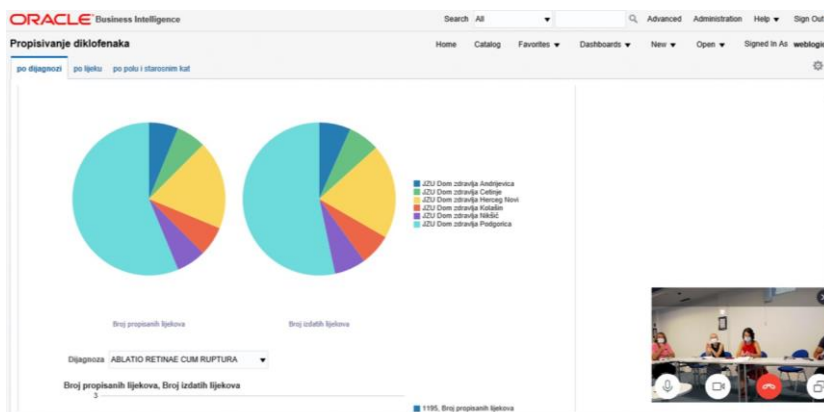 ORACLE Business Intelligence
Search All Advanced Administration Help Sign Out
Propisivanje diklofenaka
Home Catalog Favorites Dashboards New Open Signed In As weblogic
po dijagnozi po lijeku po polu i starosnim kat
JZU Dom zdravlja Andrijevica
JZU Dom zdravlja Cetinje
JZU Dom zdravlja Herceg Novi
JZU Dom zdravlja Kolašin
JZU Dom zdravlja Nikšić
JZU Dom zdravlja Podgorica
Broj propisanih lijekova Broj izdatih lijekova
Dijagnoza ABLATIO RETINAE CUM RUPTURA
Broj propisanih lijekova, Broj izdatih lijekova
3
1195, Broj propisanih lijekova